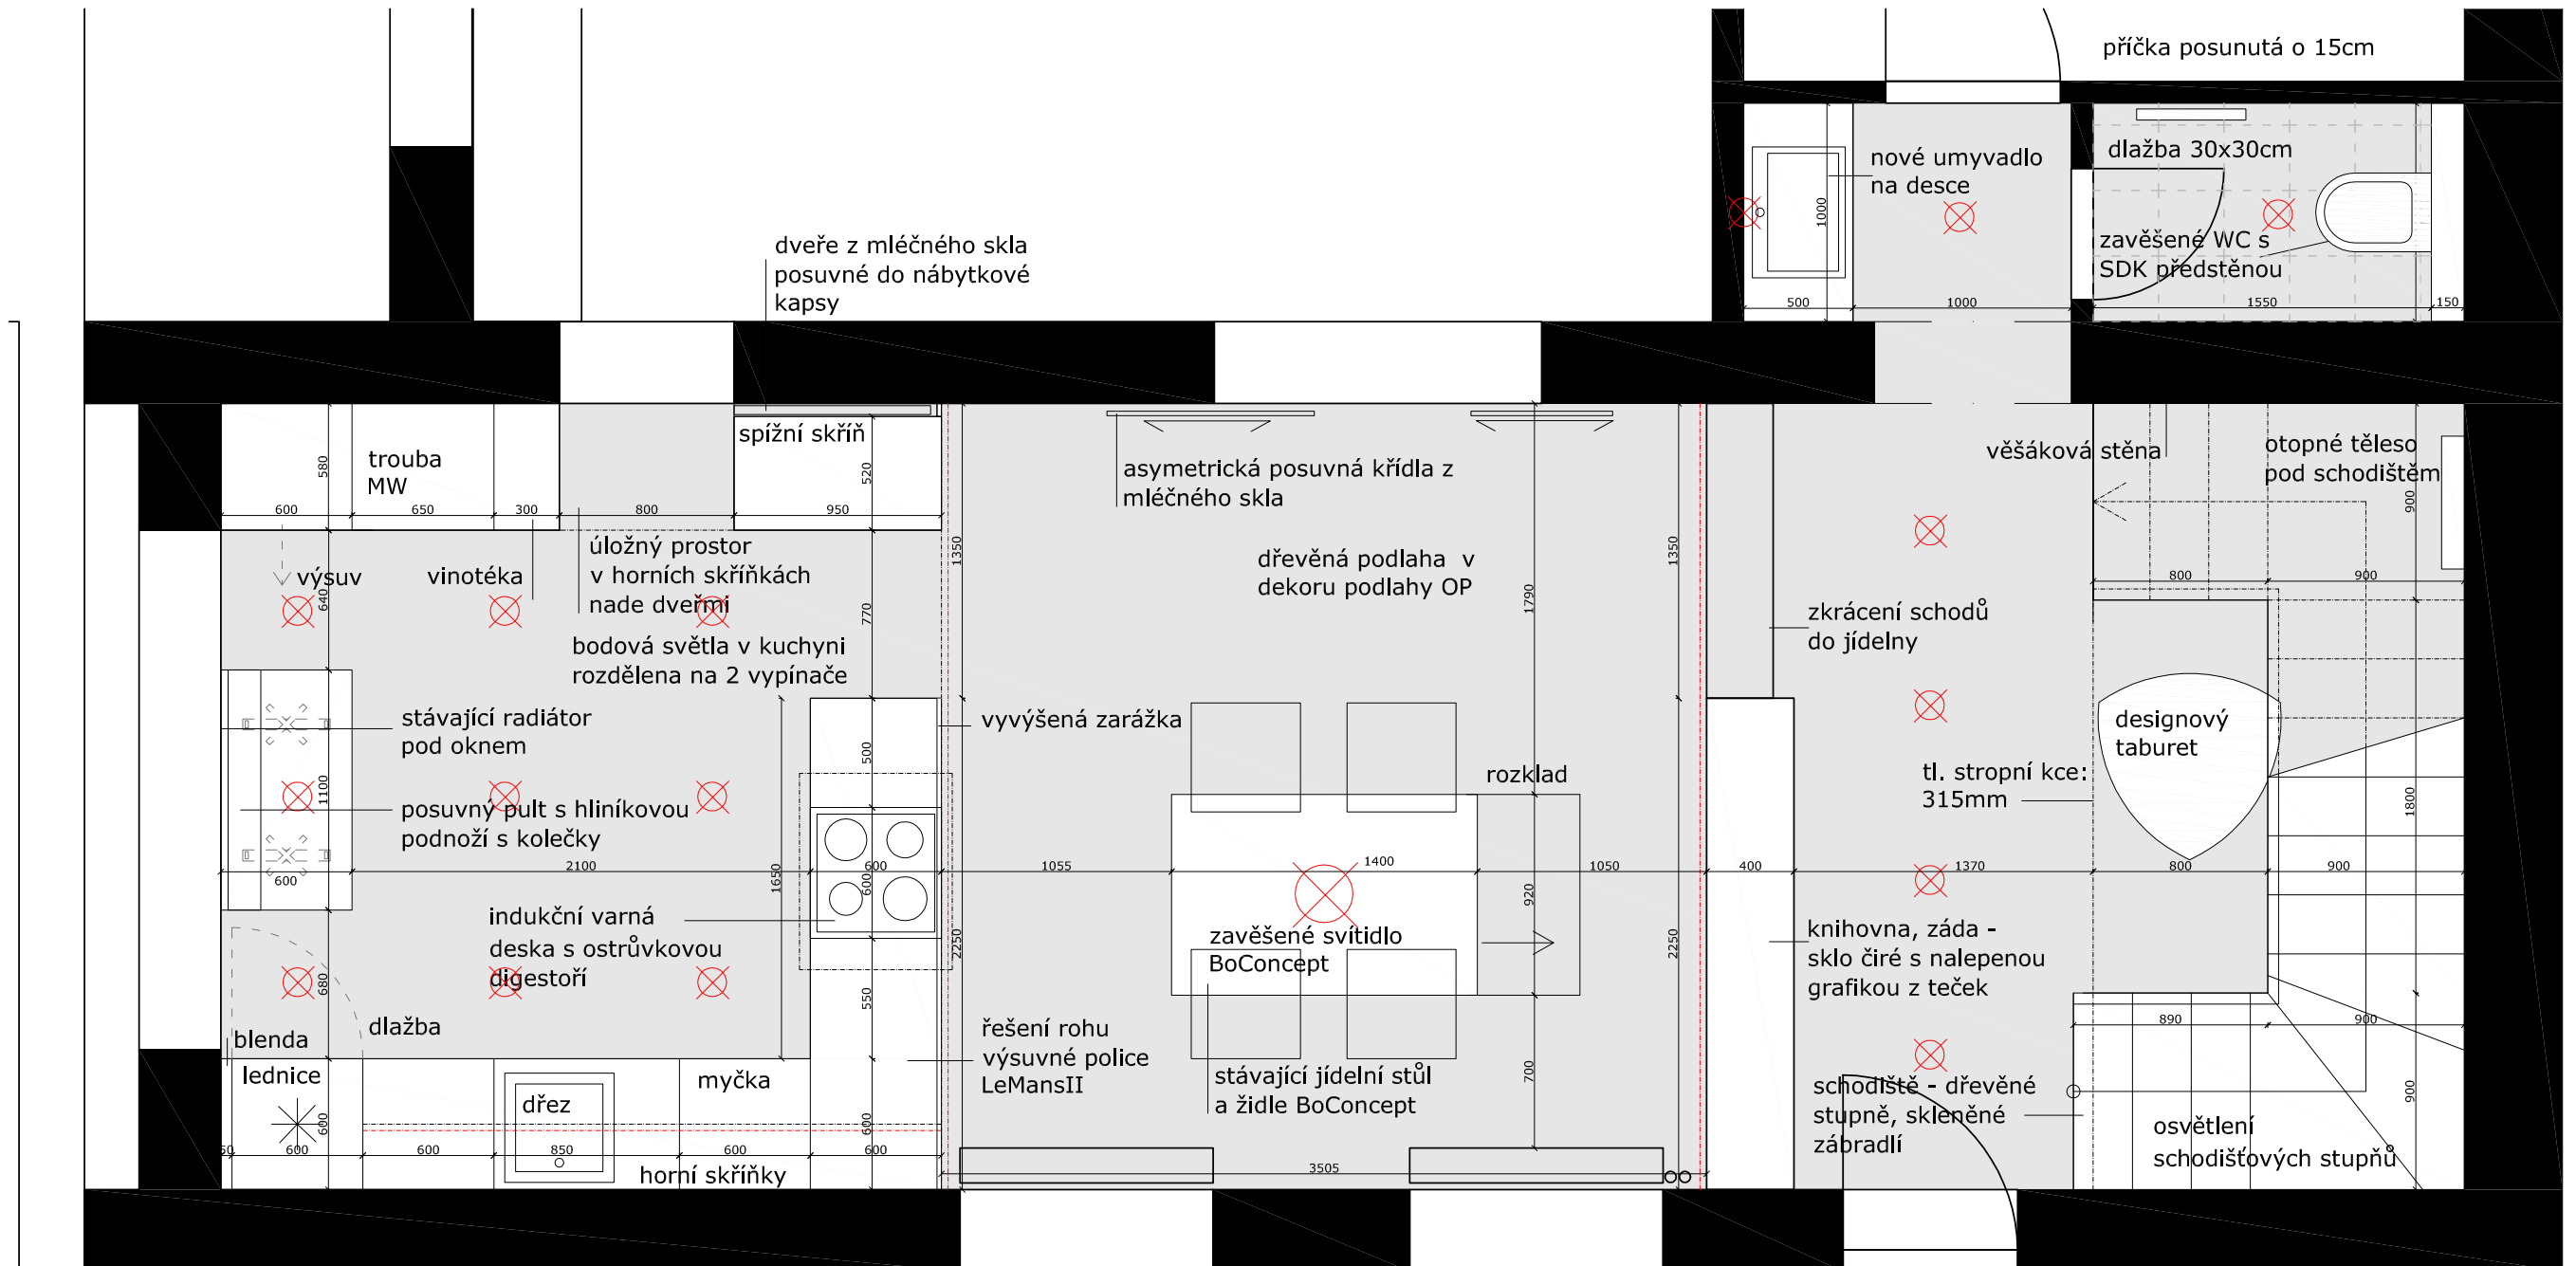 příčka posunutá o 15cm
nové umyvadlo
na desce
dlažba 30x30cm
zavěšené WC s
SDK předstěnou
1000
500
1000
1550
150
dveře z mléčného skla
posuvné do nábytkové
kapsy
spížní skříň
trouba
MW
580
520
600
650
300
800
950
výsuv
vinotéka
úložný prostor
v horních skříňkách
nade dveřmi
640
770
bodová světla v kuchyni
rozdělena na 2 vypínače
asymetrická posuvná křídla z
mléčného skla
dřevěná podlaha v
dekoru podlahy OP
1350
1790
1350
věšáková stěna
otopné těleso
pod schodištěm
900
800
900
zkrácení schodů
do jídelny
stávající radiátor
pod oknem
vyvýšená zarážka
500
1100
posuvný pult s hliníkovou
podnoží s kolečky
rozklad
designový
taburet
tl. stropní kce:
315mm
1800
600
2100
1650
600
600
1055
1400
1050
400
1370
800
900
920
indukční varná
deska s ostrůvkovou
digestoří
680
550
2250
2250
zavěšené svítidlo
BoConcept
knihovna, záda -
sklo čiré s nalepenou
grafikou z teček
blenda
dlažba
lednice
dřez
myčka
řešení rohu
výsuvné police
LeMansII
stávající jídelní stůl
a židle BoConcept
700
890
900
schodiště - dřevěné
stupně, skleněné
zábradlí
900
osvětlení
schodišťových stupňů
600
600
50
600
600
850
600
600
horní skříňky
3505